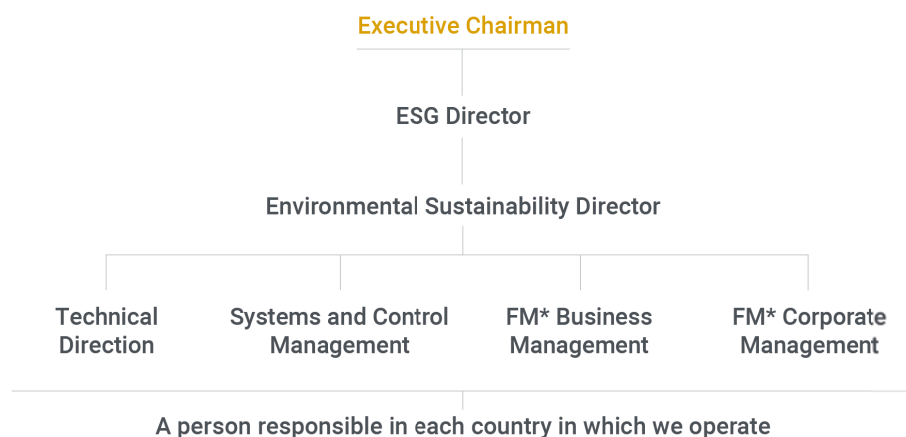 Executive Chairman
ESG Director
Environmental Sustainability Director
Technical
Direction
Systems and Control
Management
FM* Business
Management
FM* Corporate
Management
A person responsible in each country in which we operate